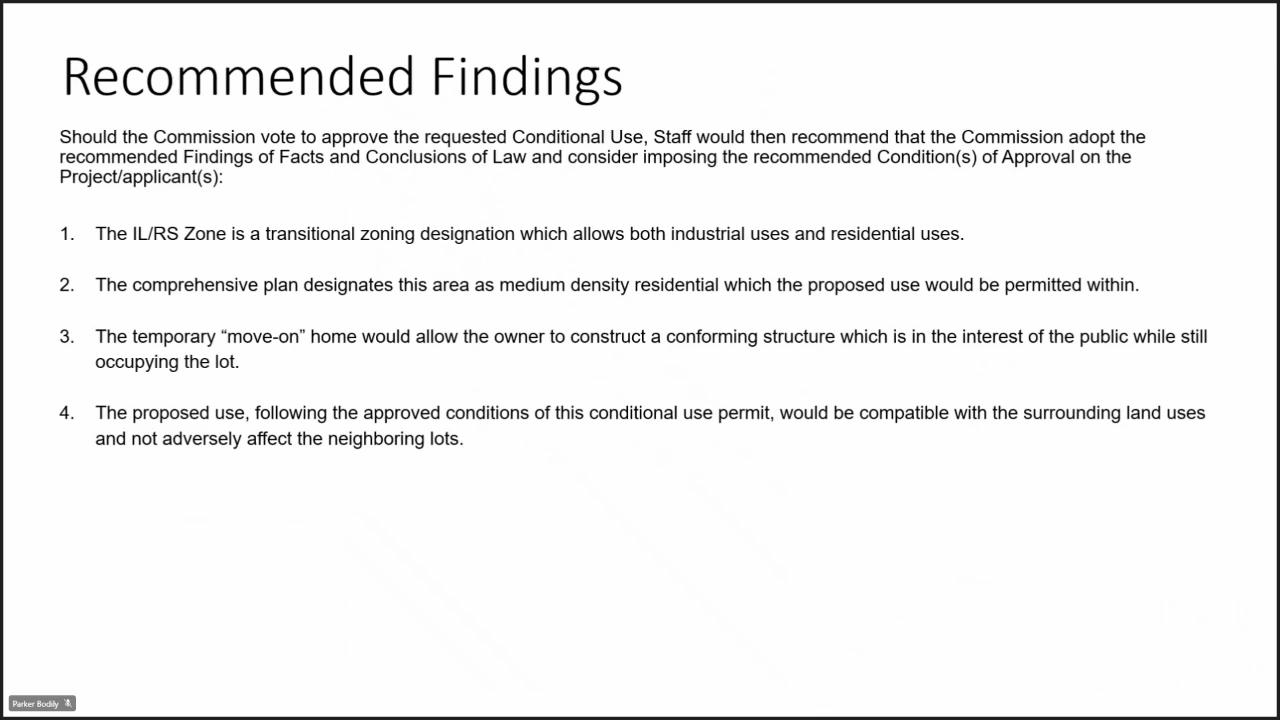 Recommended Findings
Should the Commission vote to approve the requested Conditional Use, Staff would then recommend that the Commission adopt the
recommended Findings of Facts and Conclusions of Law and consider imposing the recommended Condition(s) of Approval on the
Project/applicant(s):
1. The IL/RS Zone is a transitional zoning designation which allows both industrial uses and residential uses.
2. The comprehensive plan designates this area as medium density residential which the proposed use would be permitted within.
3. The temporary “move-on” home would allow the owner to construct a conforming structure which is in the interest of the public while still
occupying the lot.
4. The proposed use, following the approved conditions of this conditional use permit, would be compatible with the surrounding land uses
and not adversely affect the neighboring lots.
Parker Bodily